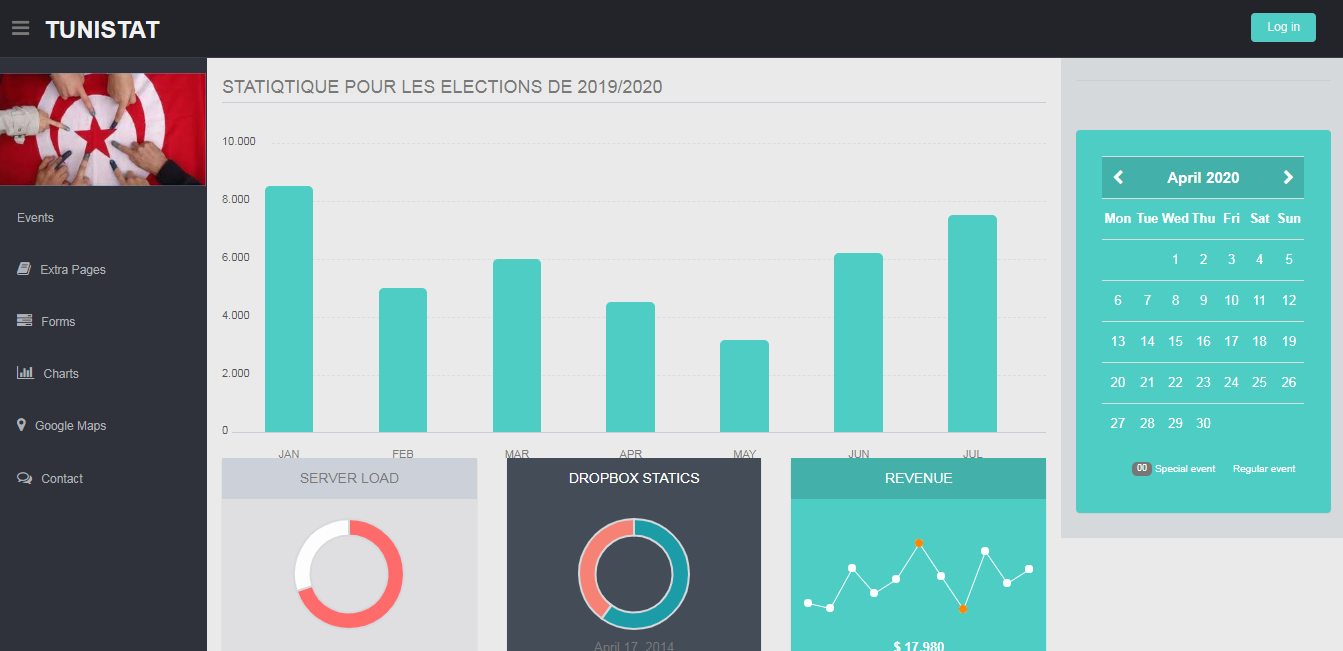 TUNISTAT
Log in
Events
Extra Pages
Forms
Charts
Google Maps
Contact
STATIQTIQUE POUR LES ELECTIONS DE 2019/2020
10.000
8.000
6.000
4.000
2.000
0
JAN FEB MAR APR MAY JUN JUL
SERVER LOAD
DROPBOX STATICS
April 17, 2014
REVENUE
$ 17,980
April 2020
Mon Tue Wed Thu Fri Sat Sun
1 2 3 4 5
6 7 8 9 10 11 12
13 14 15 16 17 18 19
20 21 22 23 24 25 26
27 28 29 30
00 Special event Regular event